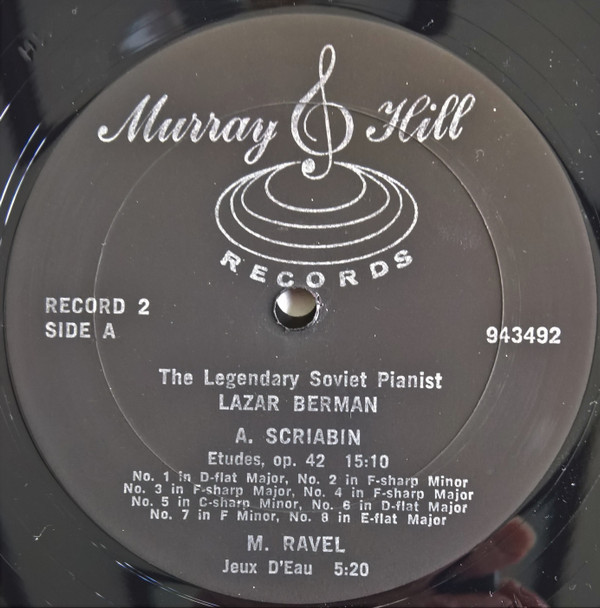 Murray Hill
RECORDS
RECORD 2
SIDE A
943492
The Legendary Soviet Pianist
LAZAR BERMAN
A. SCRIABIN
Etudes, op. 42 15:10
No. 1 in D-flat Major, No. 2 in F-sharp Minor
No. 3 in F-sharp Major, No. 4 in F-sharp Major
No. 5 in C-sharp Minor, No. 6 in D-flat Major
No. 7 in F Minor, No. 8 in E-flat Major
M. RAVEL
Jeux D'Eau 5:20